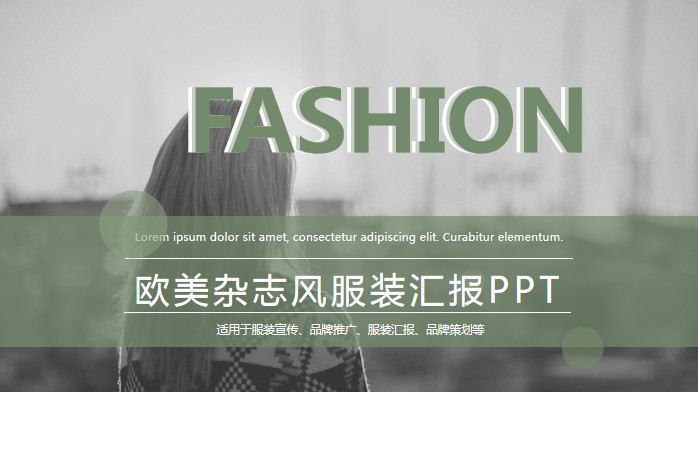 FASHION
Lorem ipsum dolor sit amet, consectetur adipiscing elit. Curabitur elementum.
欧美杂志风服装汇报PPT
适用于服装宣传、品牌推广、服装汇报、品牌策划等